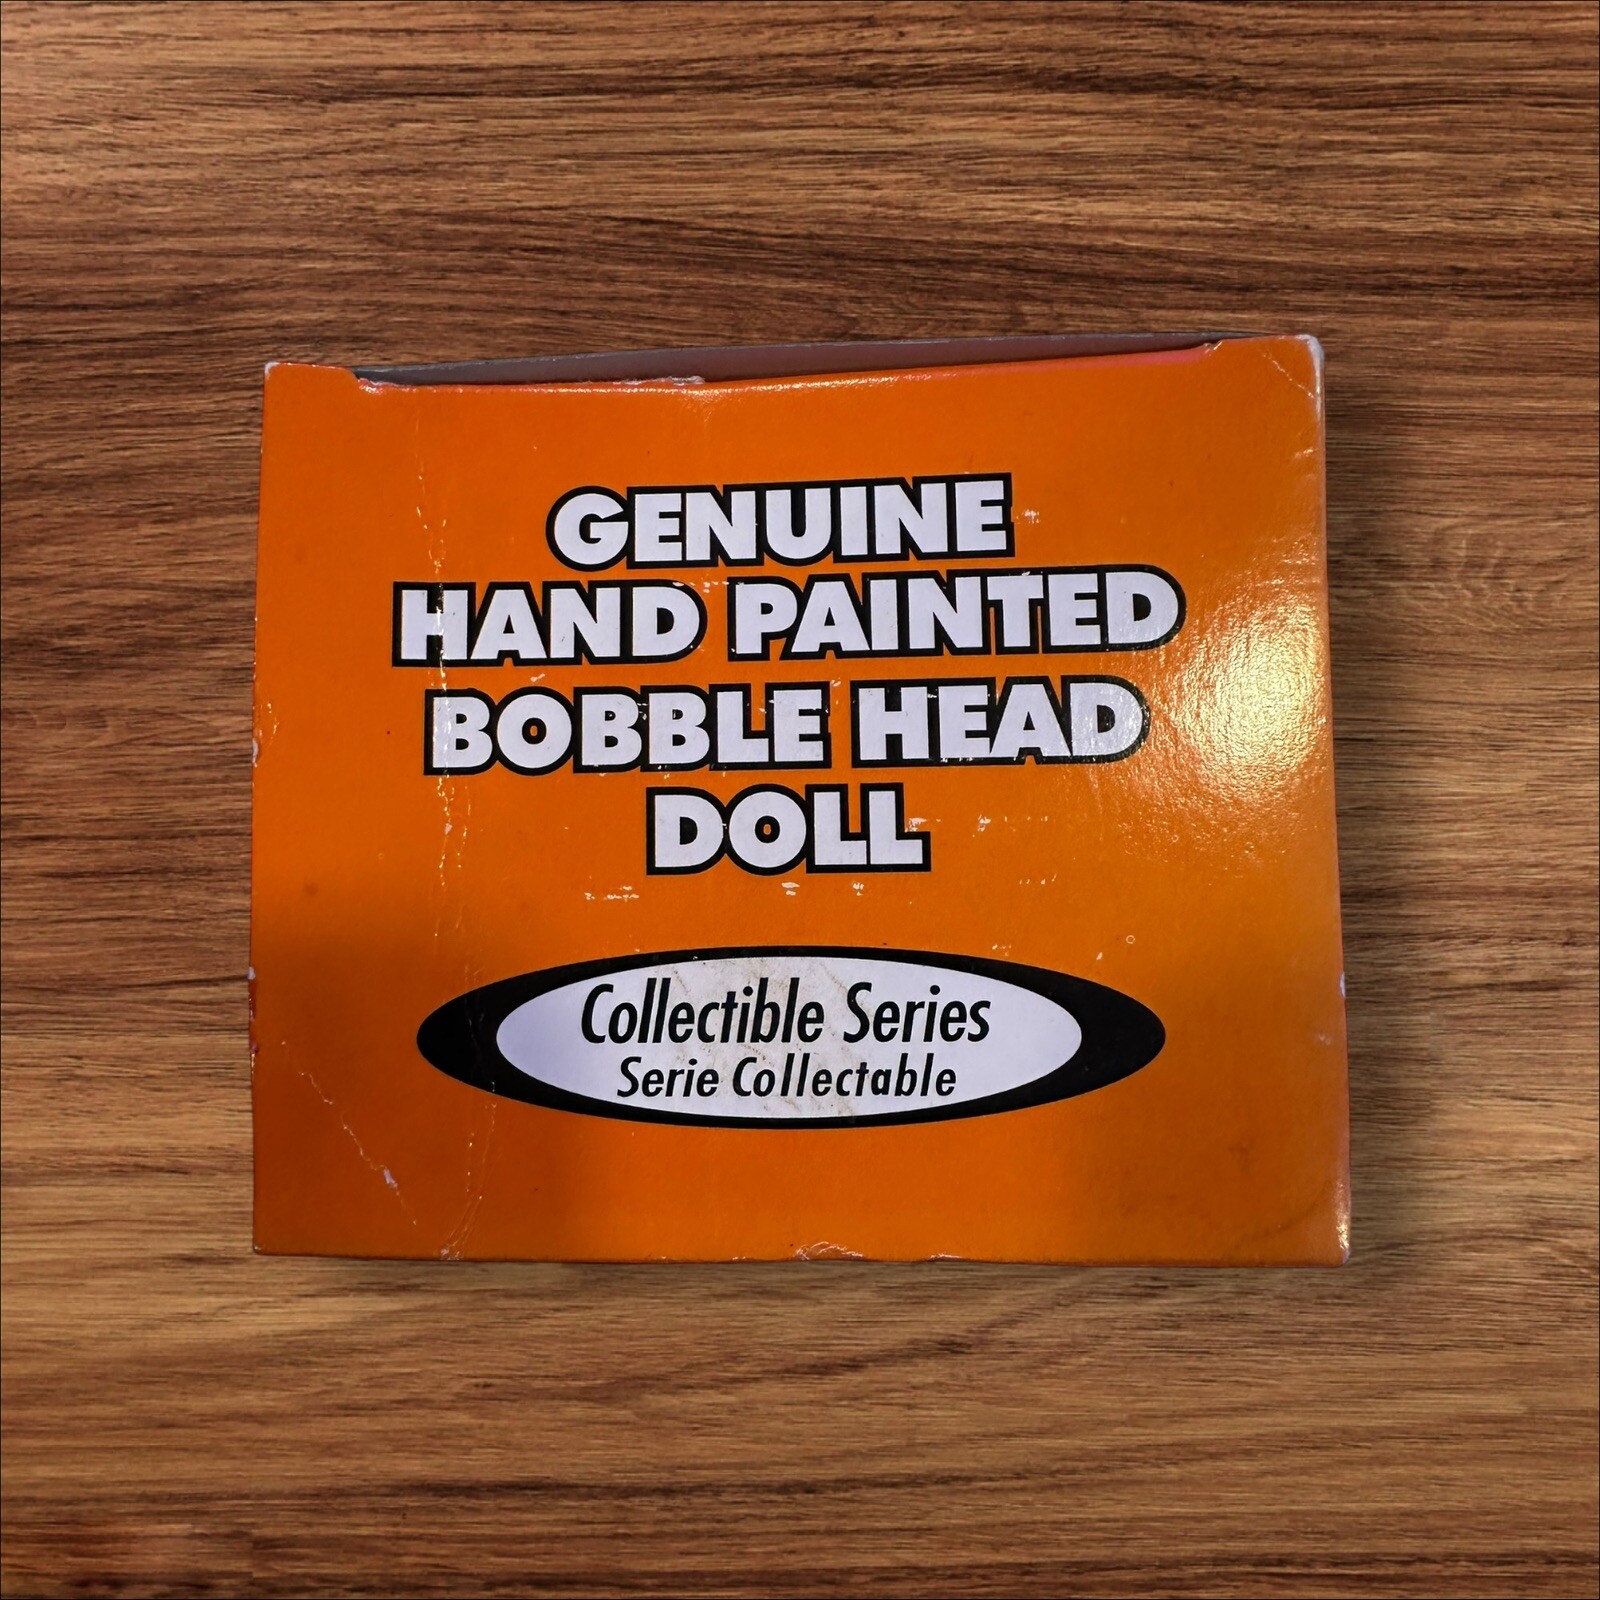 GENUINE
HAND PAINTED
BOBBLE HEAD
DOLL
Collectible Series
Serie Collectable